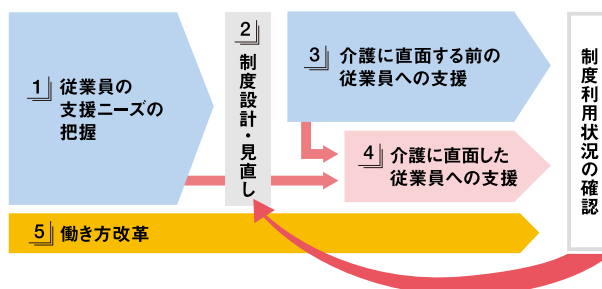 1 従業員の
支援ニーズの
把握
2 制度設計・見直し
3 介護に直面する前の
従業員への支援
4 介護に直面した
従業員への支援
制度利用状況の確認
5 働き方改革